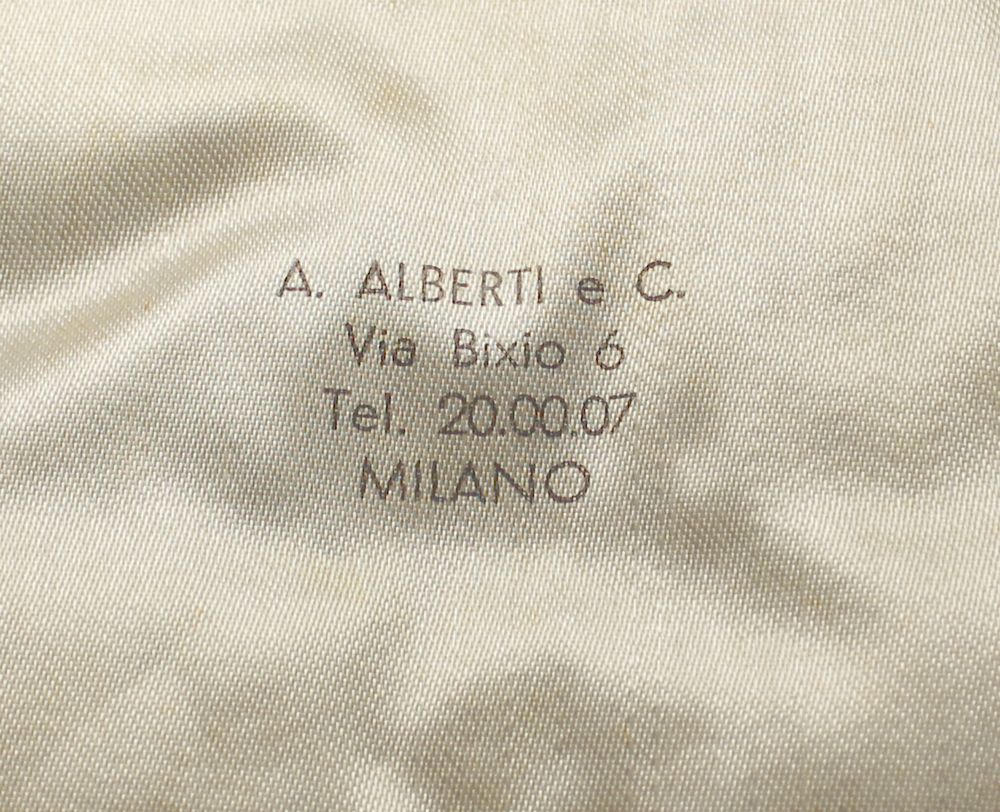 A. ALBERTI e C.
Via Bixio 6
Tel. 20.00.07
MILANO